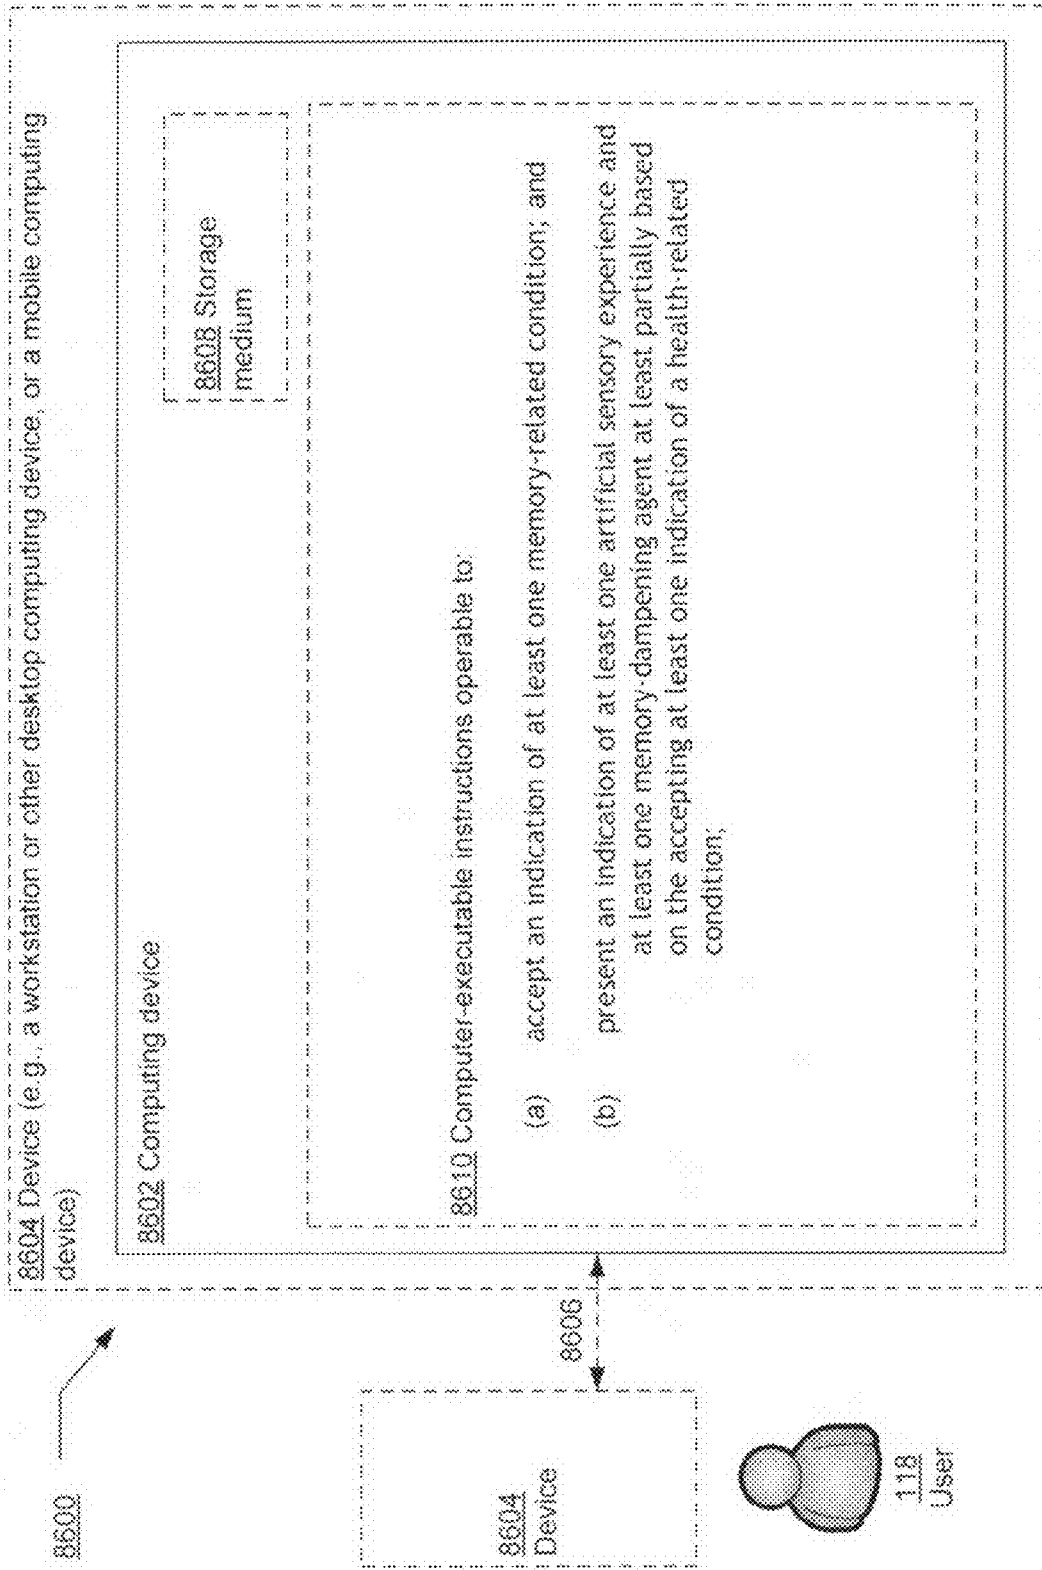 8600
8604 Device (e.g., a workstation or other desktop computing device, or a mobile computing
device)
8602 Computing device
8608 Storage
medium
8610 Computer-executable instructions operable to:
(a) accept an indication of at least one memory-related condition; and
(b) present an indication of at least one artificial sensory experience and
at least one memory-dampening agent at least partially based
on the accepting at least one indication of a health-related
condition;
8606
8604
Device
118
User